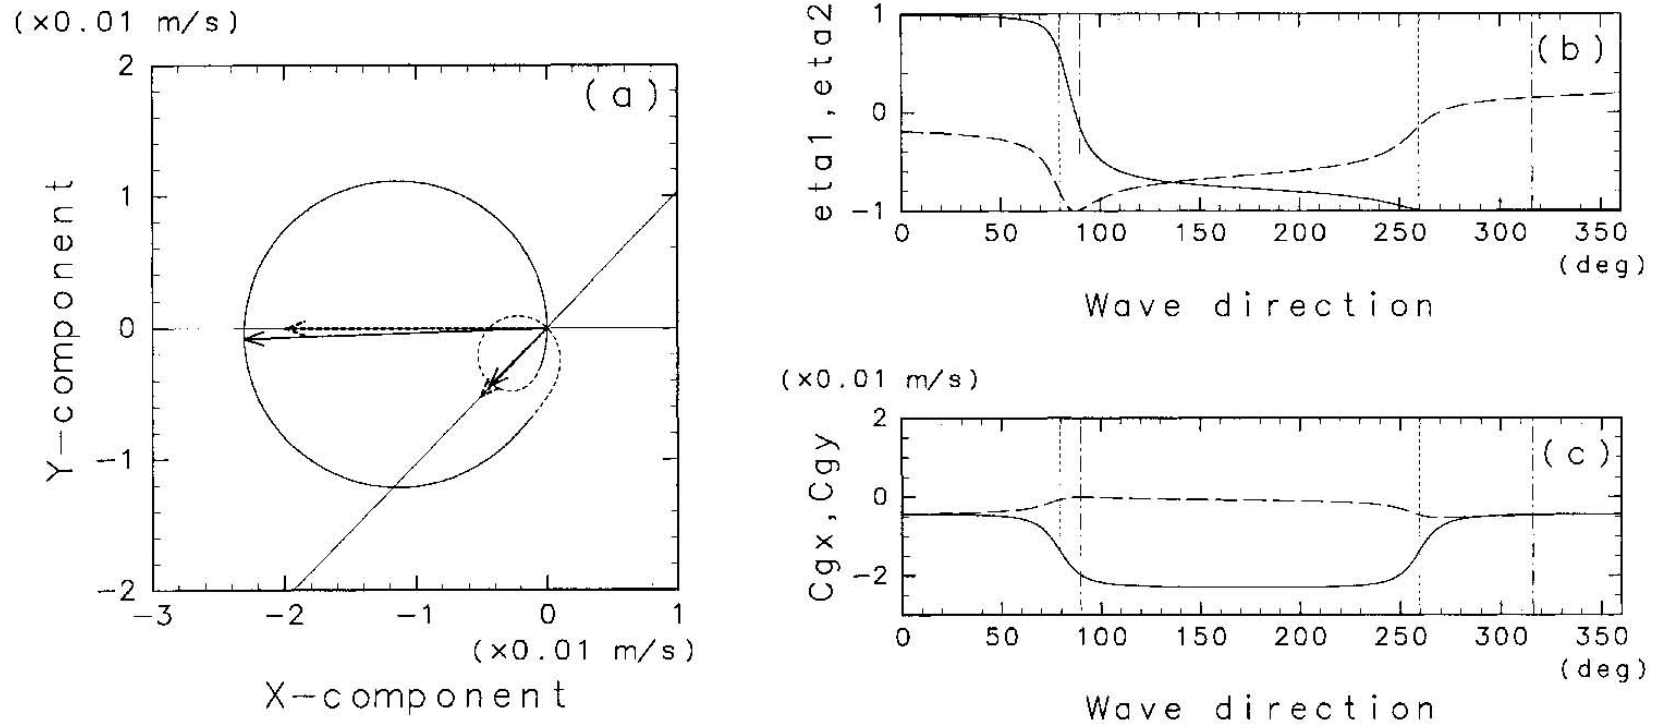 (×0.01 m/s)
2
1
0
−1
−2
Y−component
(a)
−3 −2 −1 0 1
(×0.01 m/s)
X−component
eta1,eta2
1
0
−1
(b)
0 50 100 150 200 250 300 350
(deg)
Wave direction
(×0.01 m/s)
Cgx,Cgy
2
0
−2
(c)
0 50 100 150 200 250 300 350
(deg)
Wave direction